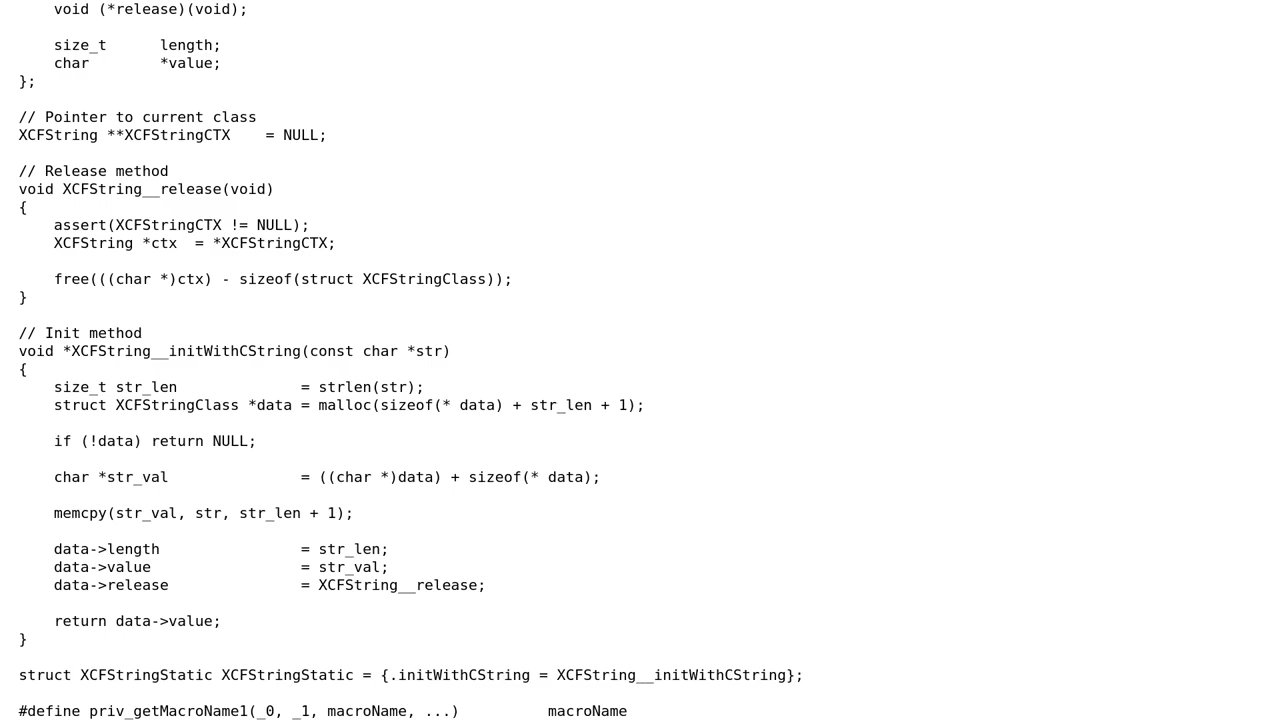 void (*release)(void);
size_t      length;
char        *value;
};
// Pointer to current class
XCFString **XCFStringCTX    = NULL;
// Release method
void XCFString__release(void)
{
assert(XCFStringCTX != NULL);
XCFString *ctx  = *XCFStringCTX;
free(((char *)ctx) - sizeof(struct XCFStringClass));
}
// Init method
void *XCFString__initWithCString(const char *str)
{
size_t str_len              = strlen(str);
struct XCFStringClass *data = malloc(sizeof(* data) + str_len + 1);
if (!data) return NULL;
char *str_val               = ((char *)data) + sizeof(* data);
memcpy(str_val, str, str_len + 1);
data->length                = str_len;
data->value                 = str_val;
data->release               = XCFString__release;
return data->value;
}
struct XCFStringStatic XCFStringStatic = {.initWithCString = XCFString__initWithCString};
#define priv_getMacroName1(_0, _1, macroName, ...)          macroName